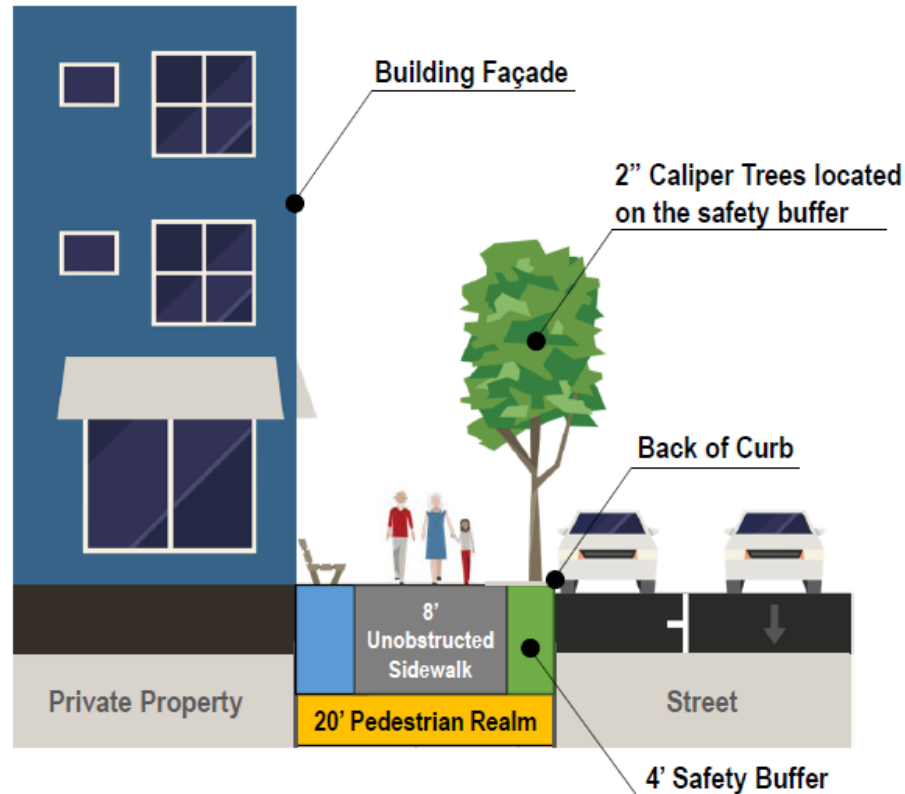 Building Façade
2” Caliper Trees located
on the safety buffer
Back of Curb
8’
Unobstructed
Sidewalk
Private Property
20’ Pedestrian Realm
Street
4’ Safety Buffer